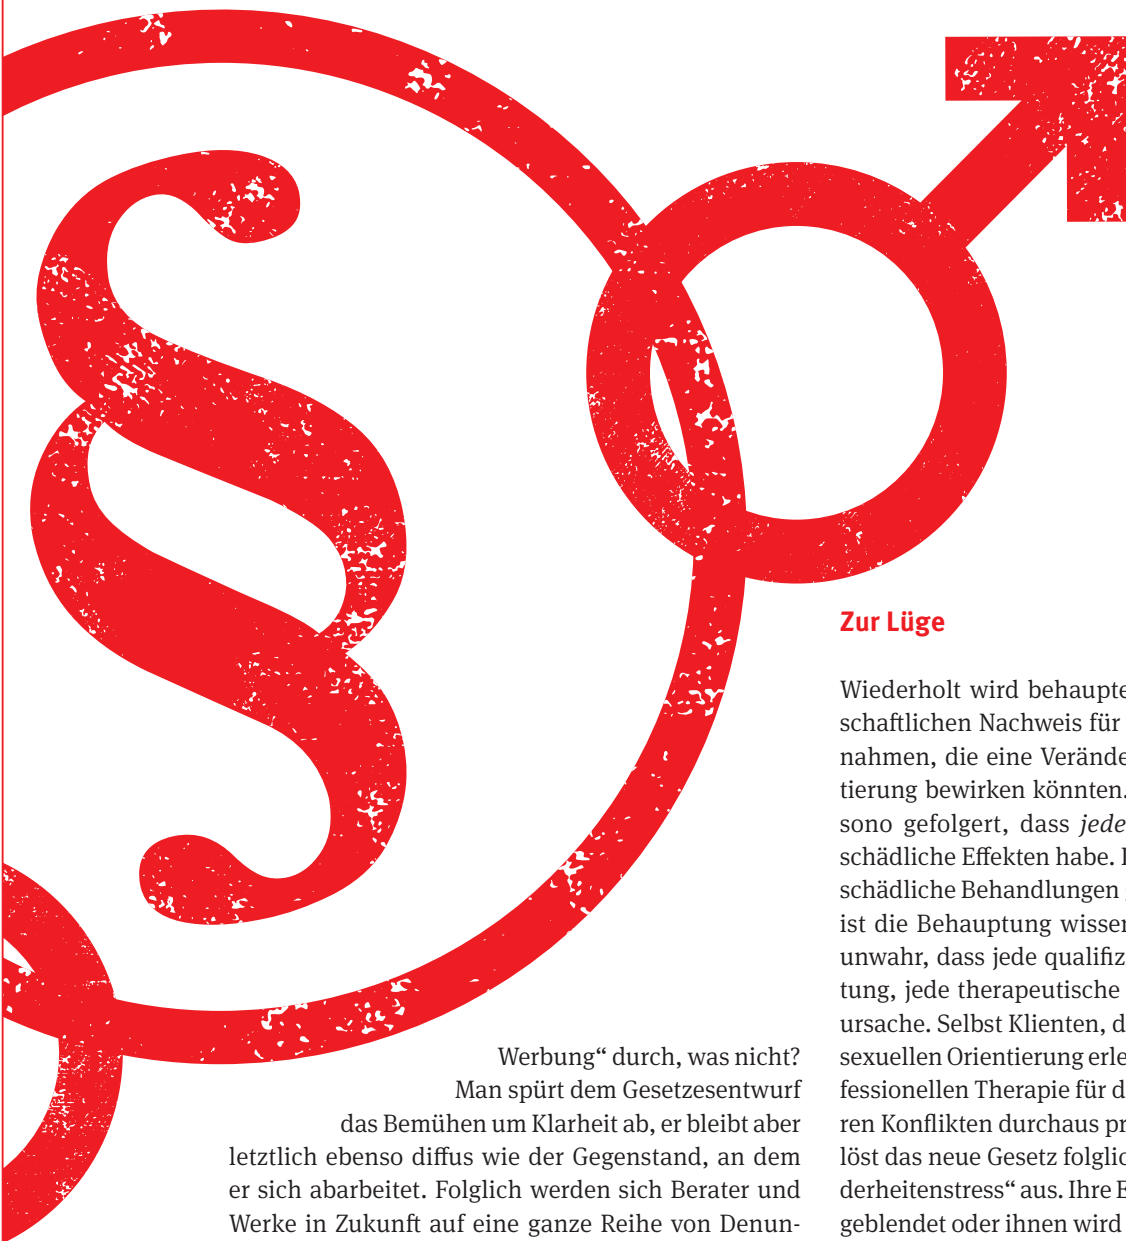 §
Werbung“ durch, was nicht?
Man spürt dem Gesetzesentwurf
das Bemühen um Klarheit ab, er bleibt aber
letztlich ebenso diffus wie der Gegenstand, an dem
er sich abarbeitet. Folglich werden sich Berater und
Werke in Zukunft auf eine ganze Reihe von Denun-
Zur Lüge
Wiederholt wird behaupte
schaftlichen Nachweis für
nahmen, die eine Verände
tierung bewirken könnten.
sono gefolgert, dass jede
schädliche Effekten habe.
schädliche Behandlungen
ist die Behauptung wissen
unwahr, dass jede qualifiz
tung, jede therapeutische
ursache. Selbst Klienten, d
sexuellen Orientierung erle
fessionellen Therapie für d
ren Konflikten durchaus pr
löst das neue Gesetz folglic
derheitenstress“ aus. Ihre E
geblendet oder ihnen wird